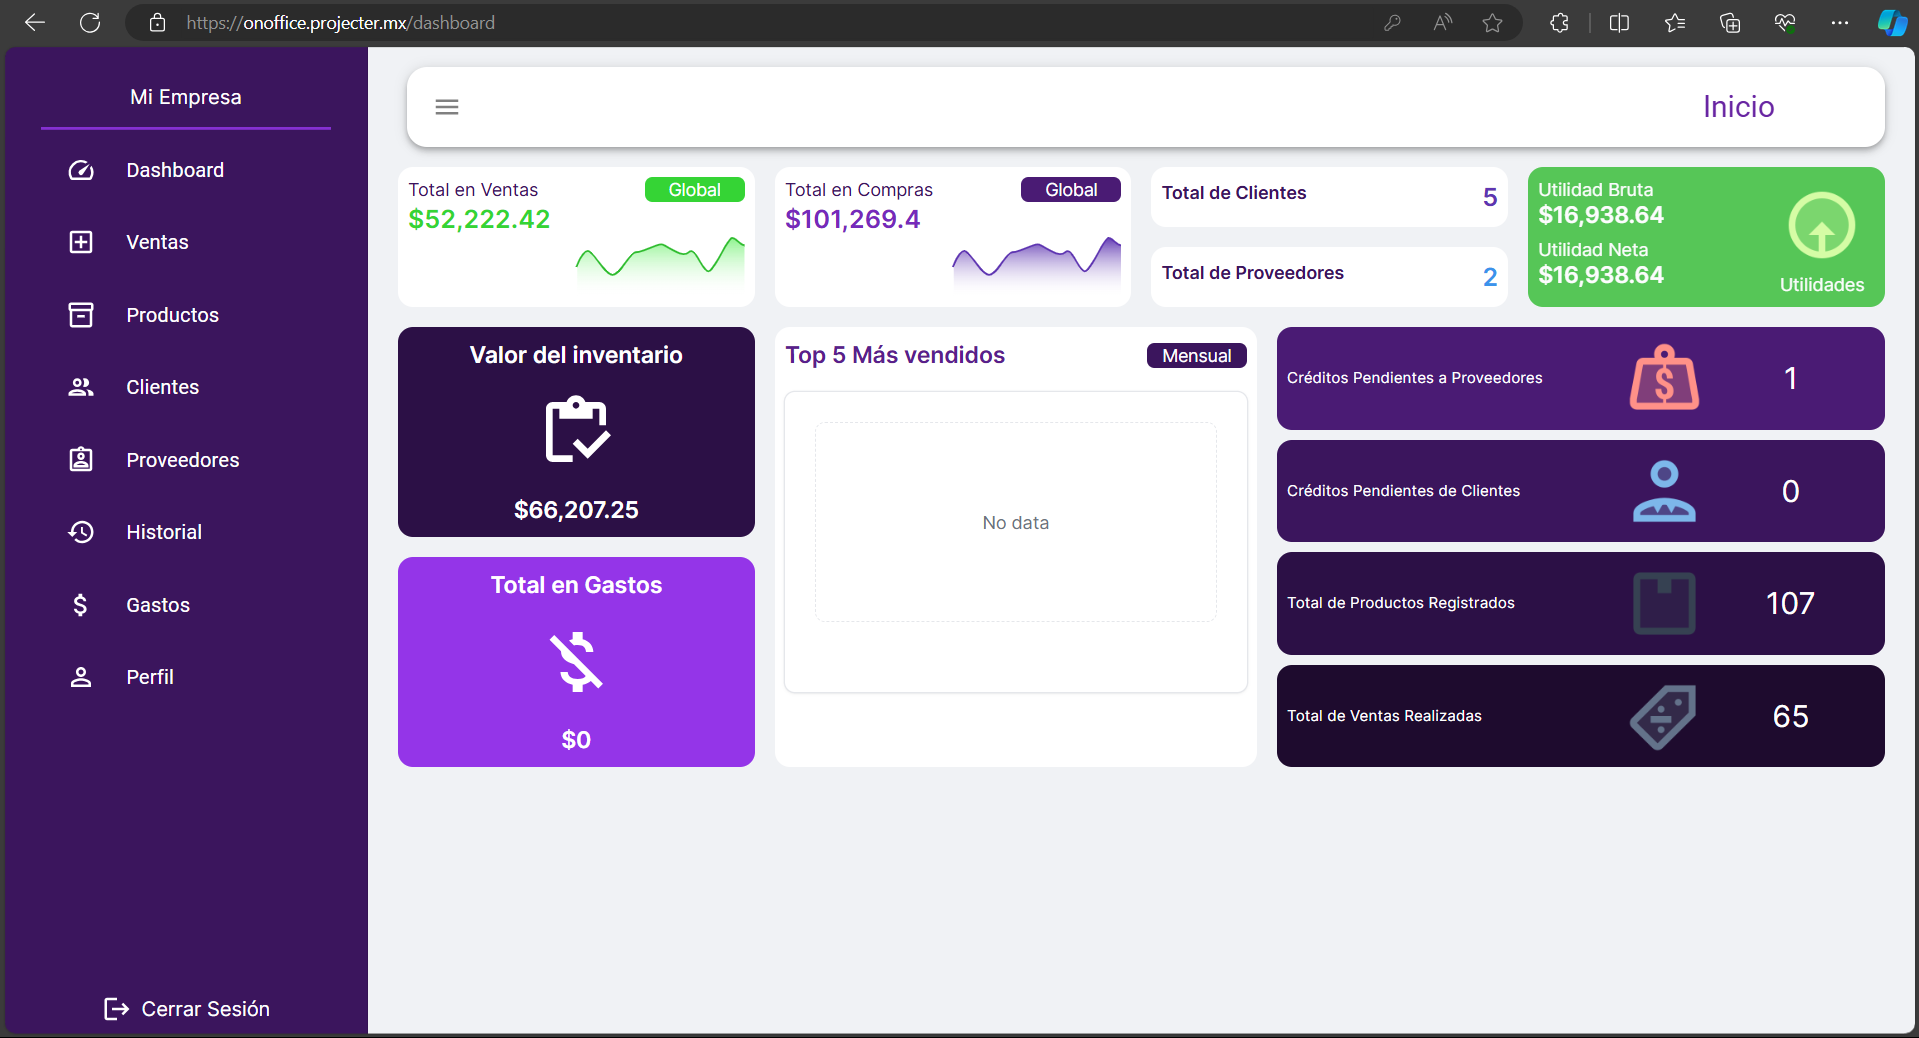 https://onoffice.projecter.mx/dashboard
Mi Empresa
Dashboard
Ventas
Productos
Clientes
Proveedores
Historial
Gastos
Perfil
Cerrar Sesión
Inicio
Total en Ventas
Global
$52,222.42
Total en Compras
Global
$101,269.4
Total de Clientes
5
Total de Proveedores
2
Utilidad Bruta
$16,938.64
Utilidad Neta
$16,938.64
Utilidades
Valor del inventario
$66,207.25
Total en Gastos
$0
Top 5 Más vendidos
Mensual
No data
Créditos Pendientes a Proveedores
1
Créditos Pendientes de Clientes
0
Total de Productos Registrados
107
Total de Ventas Realizadas
65